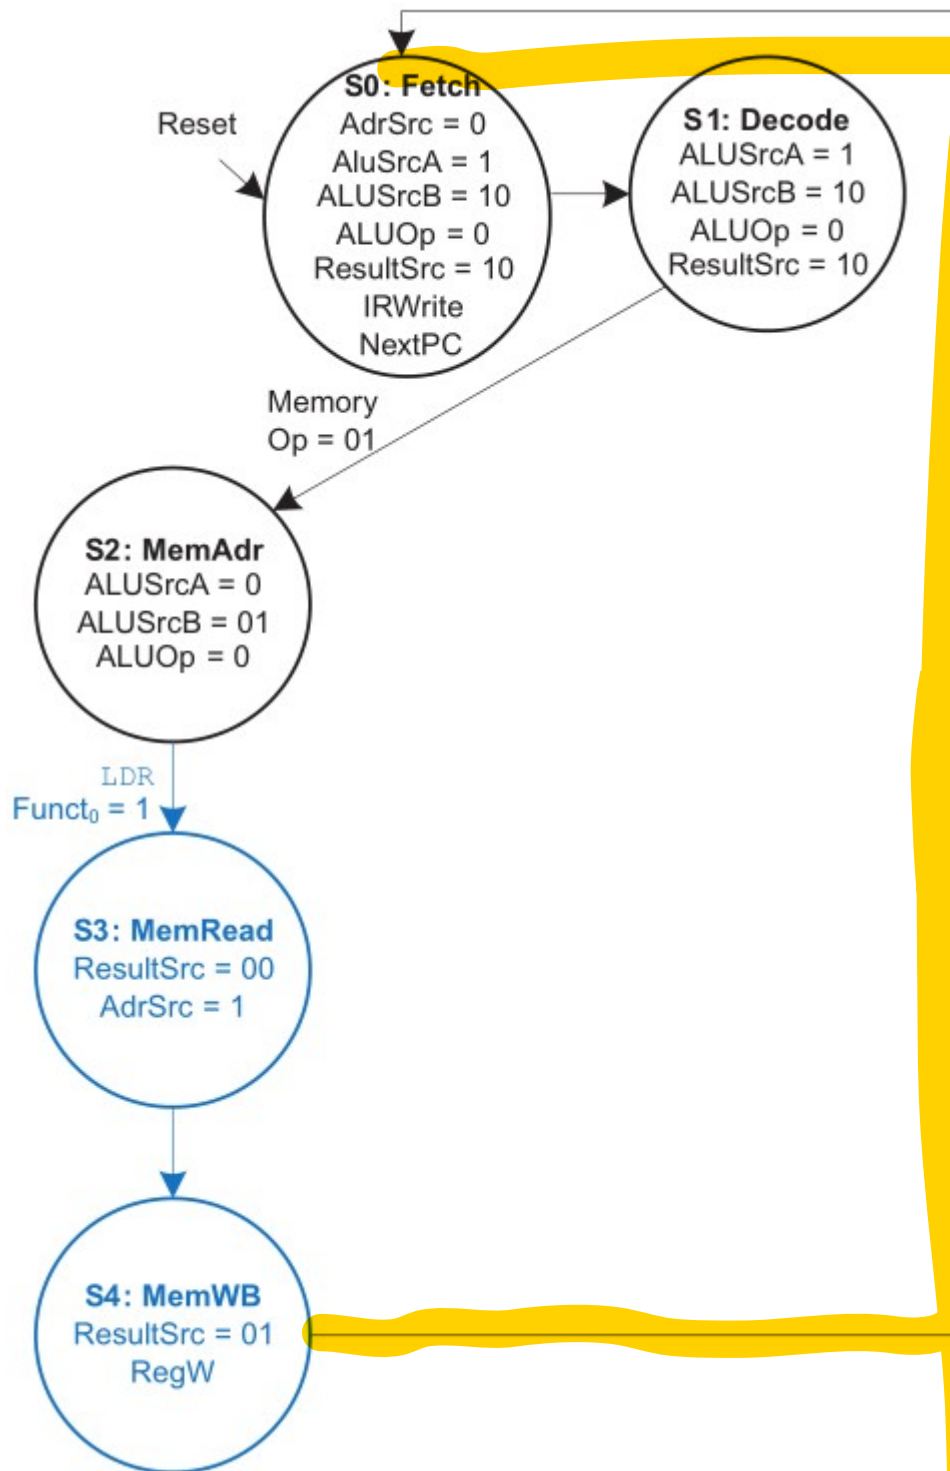 Reset
S0: Fetch
AdrSrc = 0
AluSrcA = 1
ALUSrcB = 10
ALUOp = 0
ResultSrc = 10
IRWrite
NextPC
S1: Decode
ALUSrcA = 1
ALUSrcB = 10
ALUOp = 0
ResultSrc = 10
Memory
Op = 01
S2: MemAdr
ALUSrcA = 0
ALUSrcB = 01
ALUOp = 0
LDR
Funct₀ = 1
S3: MemRead
ResultSrc = 00
AdrSrc = 1
S4: MemWB
ResultSrc = 01
RegW